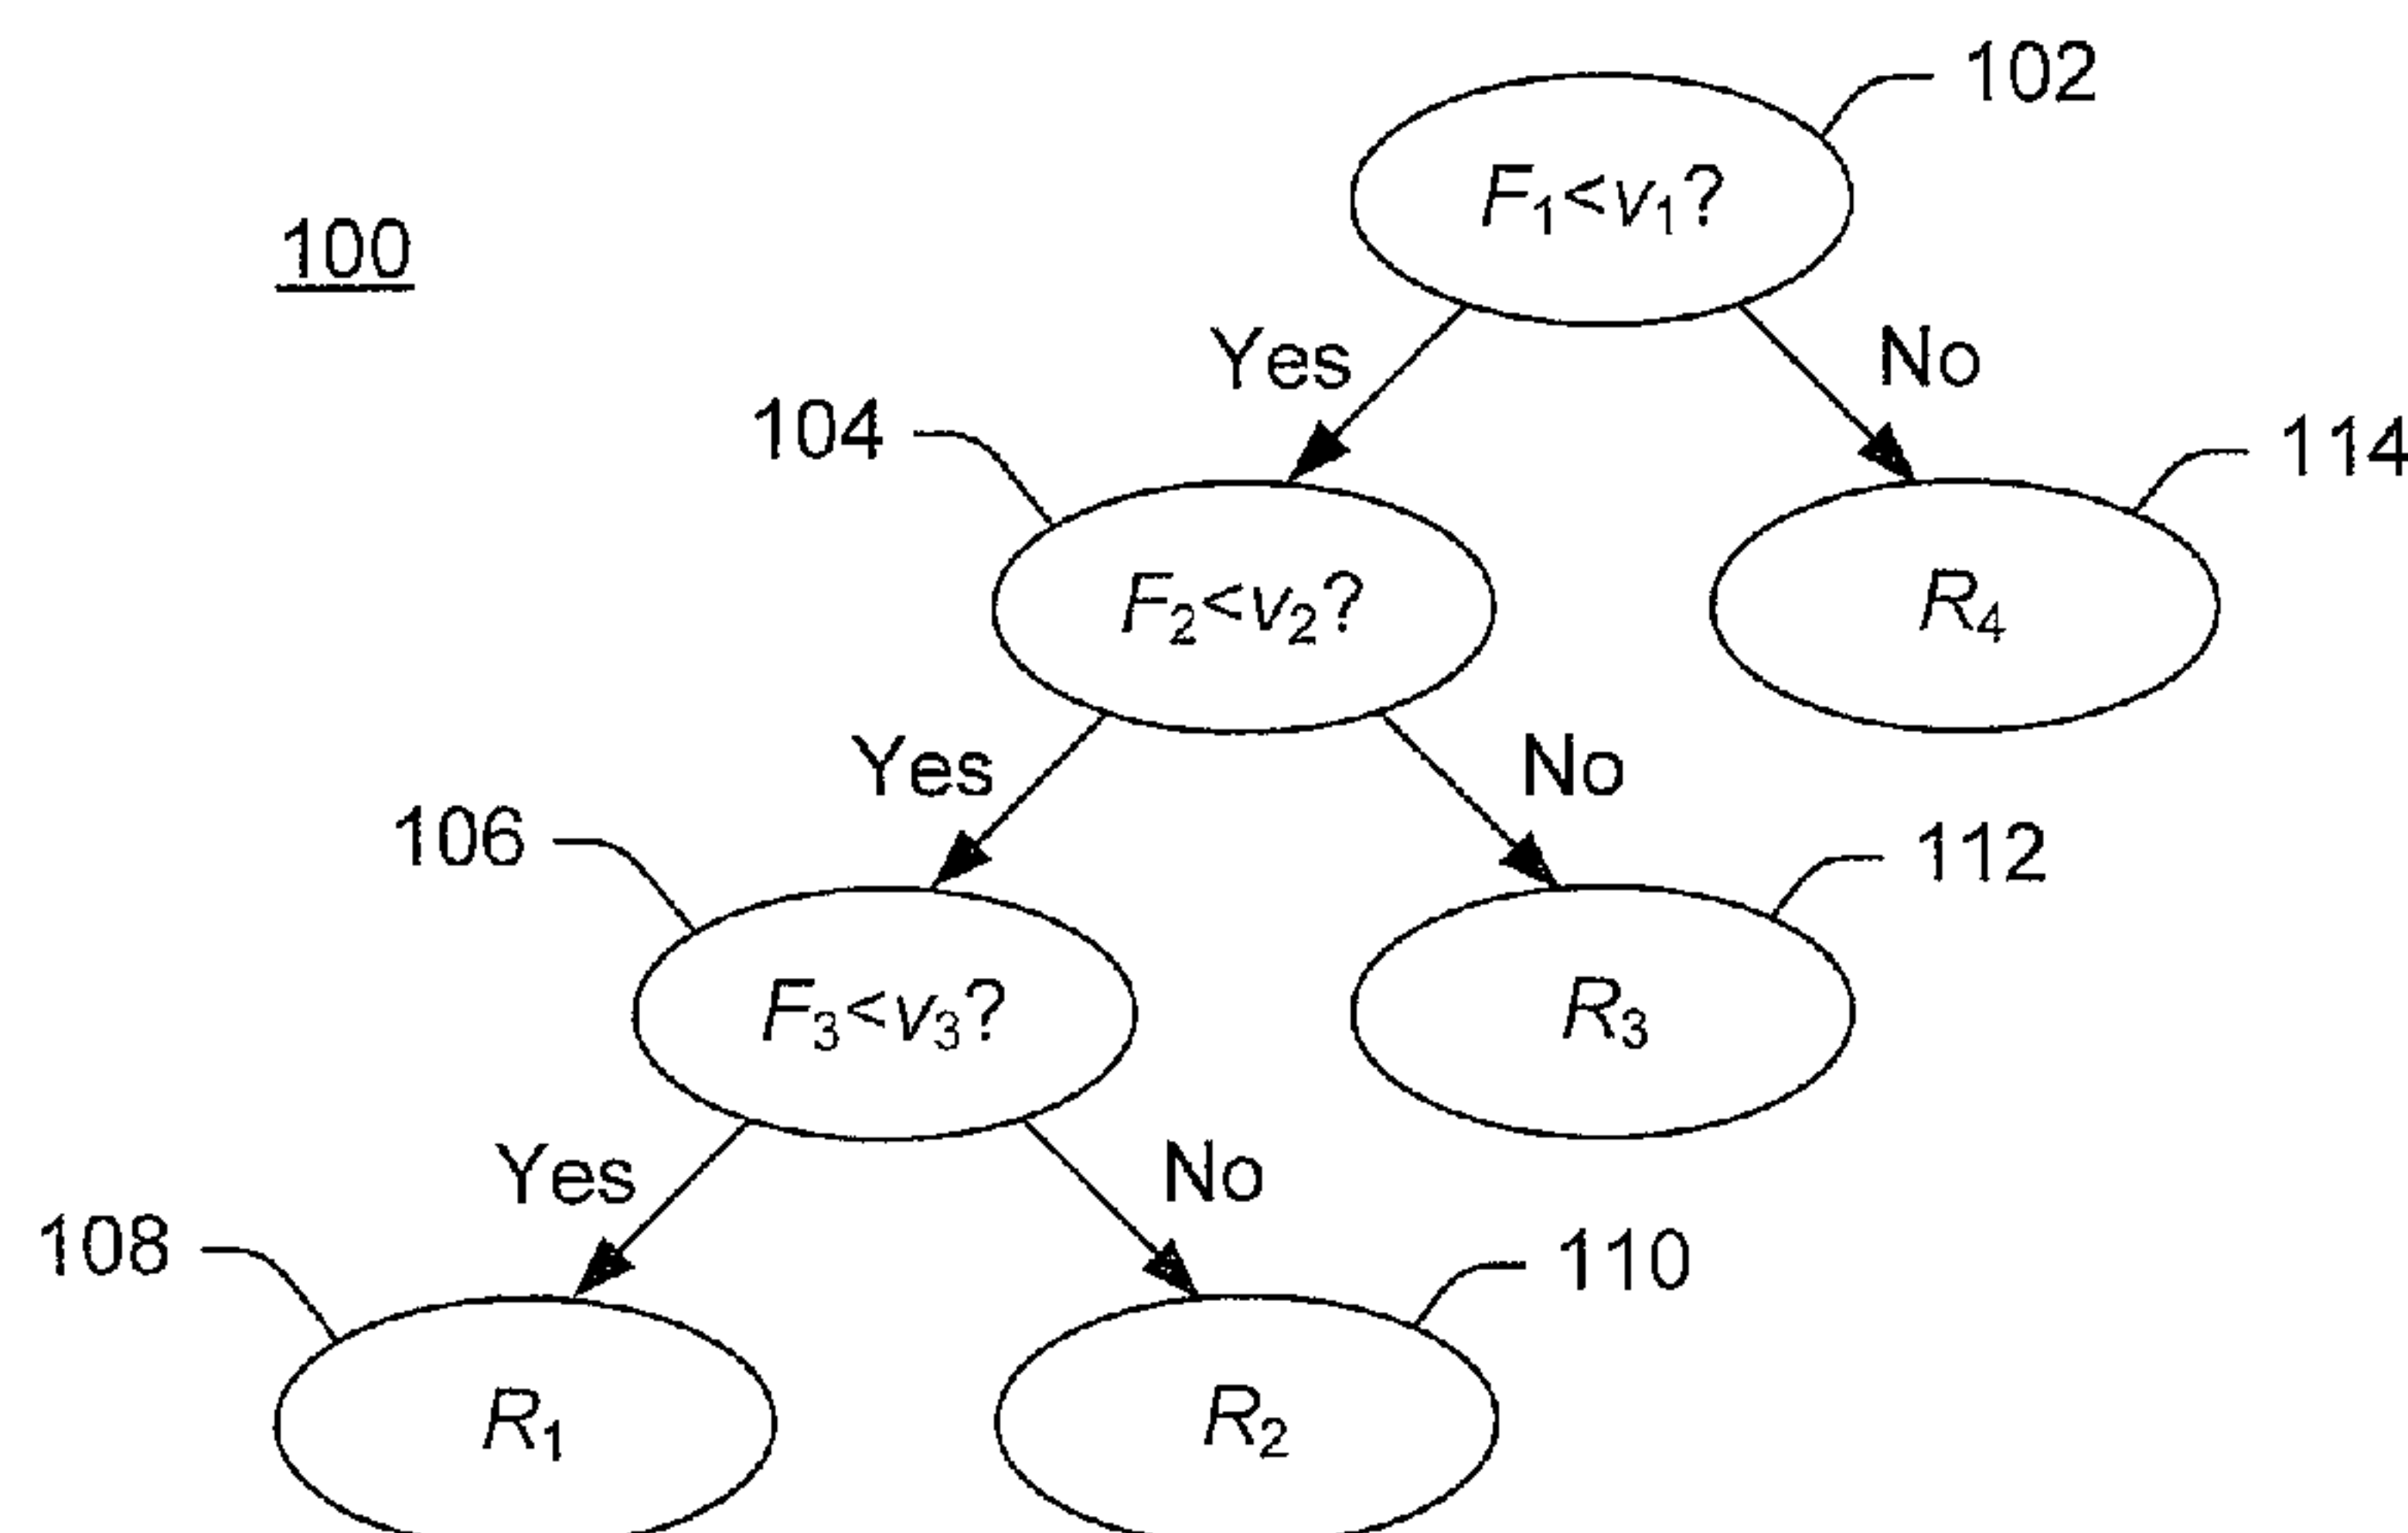 102
F₁<v₁?
100
Yes
No
104
114
F₂<v₂?
R₄
Yes
No
106
112
F₃<v₃?
R₃
Yes
No
108
110
R₁
R₂